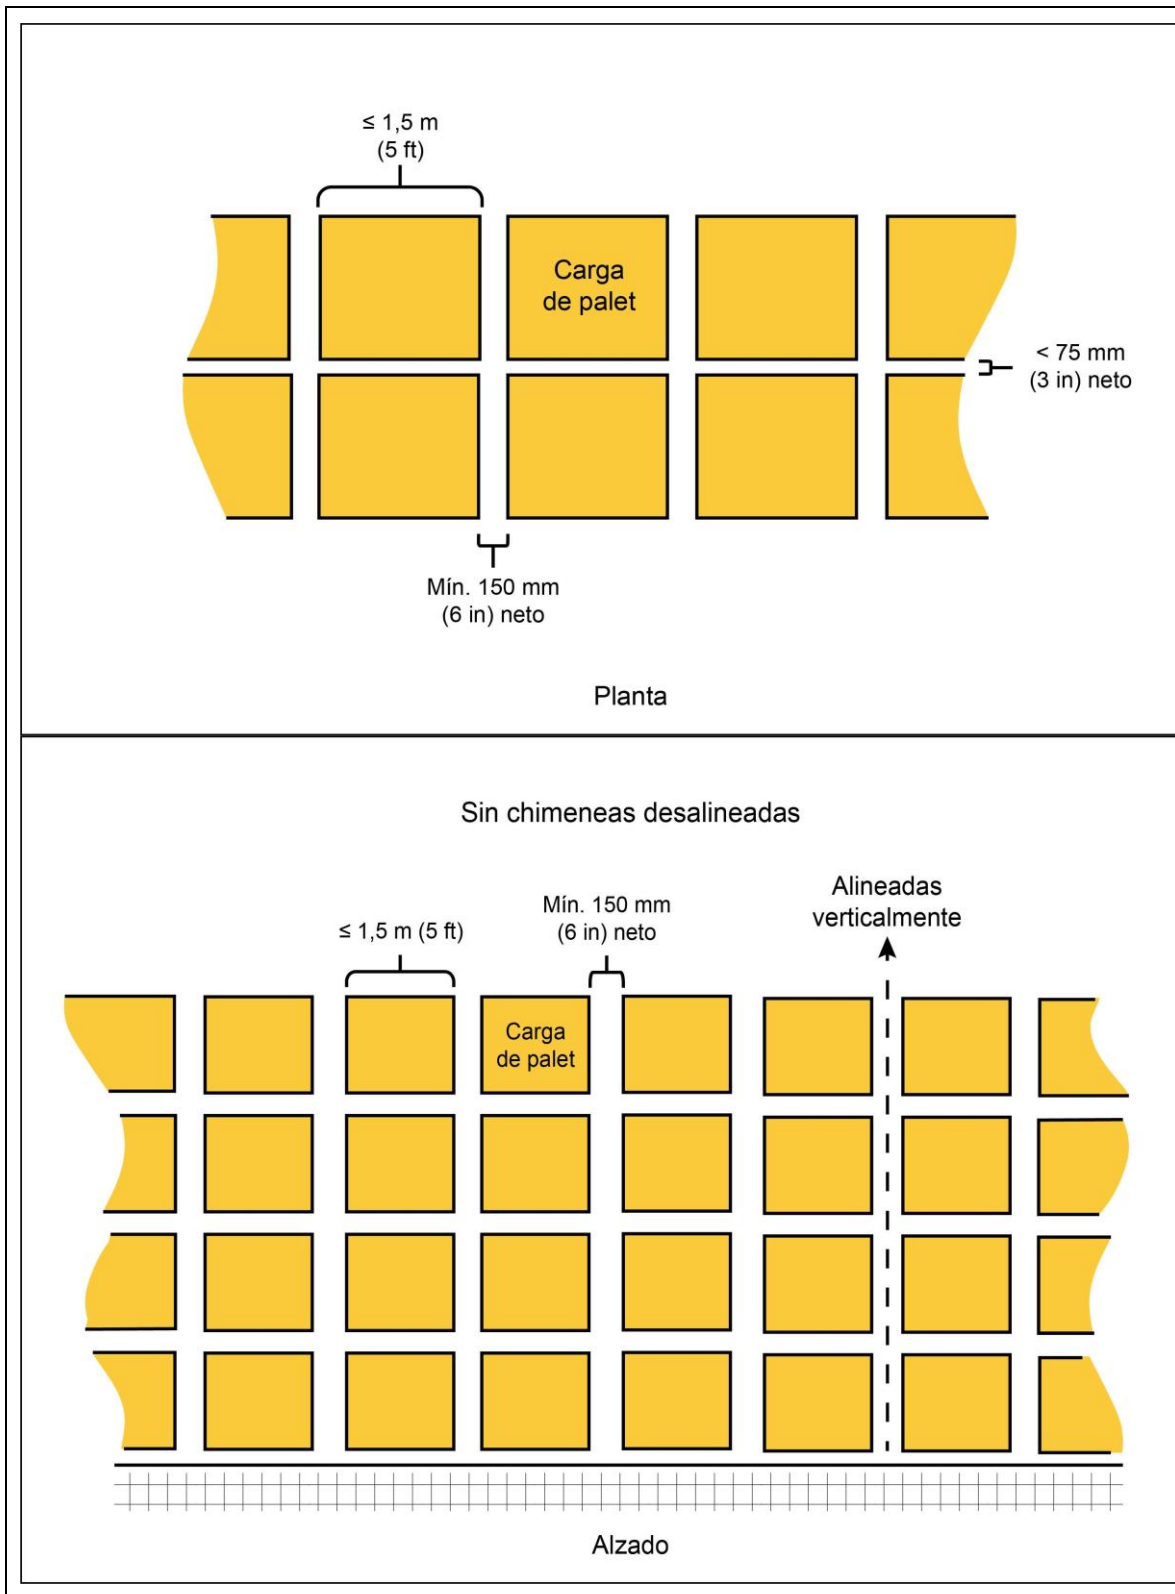 ≤ 1,5 m
(5 ft)
Carga
de palet
< 75 mm
(3 in) neto
Mín. 150 mm
(6 in) neto
Planta
Sin chimeneas desalineadas
≤ 1,5 m (5 ft)
Mín. 150 mm
(6 in) neto
Alineadas
verticalmente
Carga
de palet
Alzado